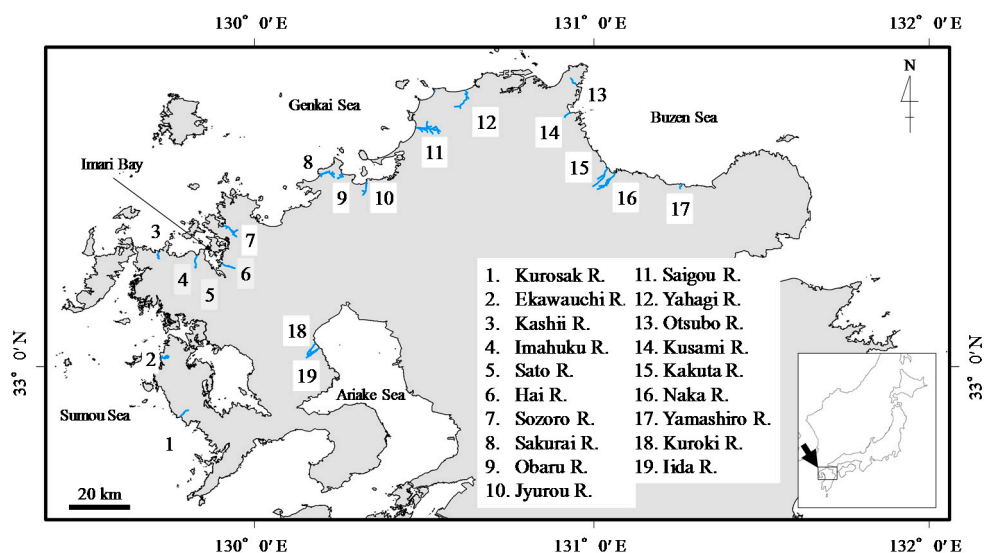 130° 0′ E
131° 0′ E
132° 0′ E
N
13
Genkai Sea
12
Buzen Sea
14
11
Imari Bay
8
15
9
10
16
17
3
7
4
6
5
1. Kurosak R.
2. Ekawauchi R.
3. Kashii R.
4. Imahuku R.
5. Sato R.
6. Hai R.
7. Sozoro R.
8. Sakurai R.
9. Obaru R.
10. Jyurou R.
11. Saigou R.
12. Yahagi R.
13. Otsubo R.
14. Kusami R.
15. Kakuta R.
16. Naka R.
17. Yamashiro R.
18. Kuroki R.
19. Iida R.
18
33° 0′ N
33° 0′ N
2
19
Ariake Sea
Sumou Sea
1
20 km
130° 0′ E
131° 0′ E
132° 0′ E